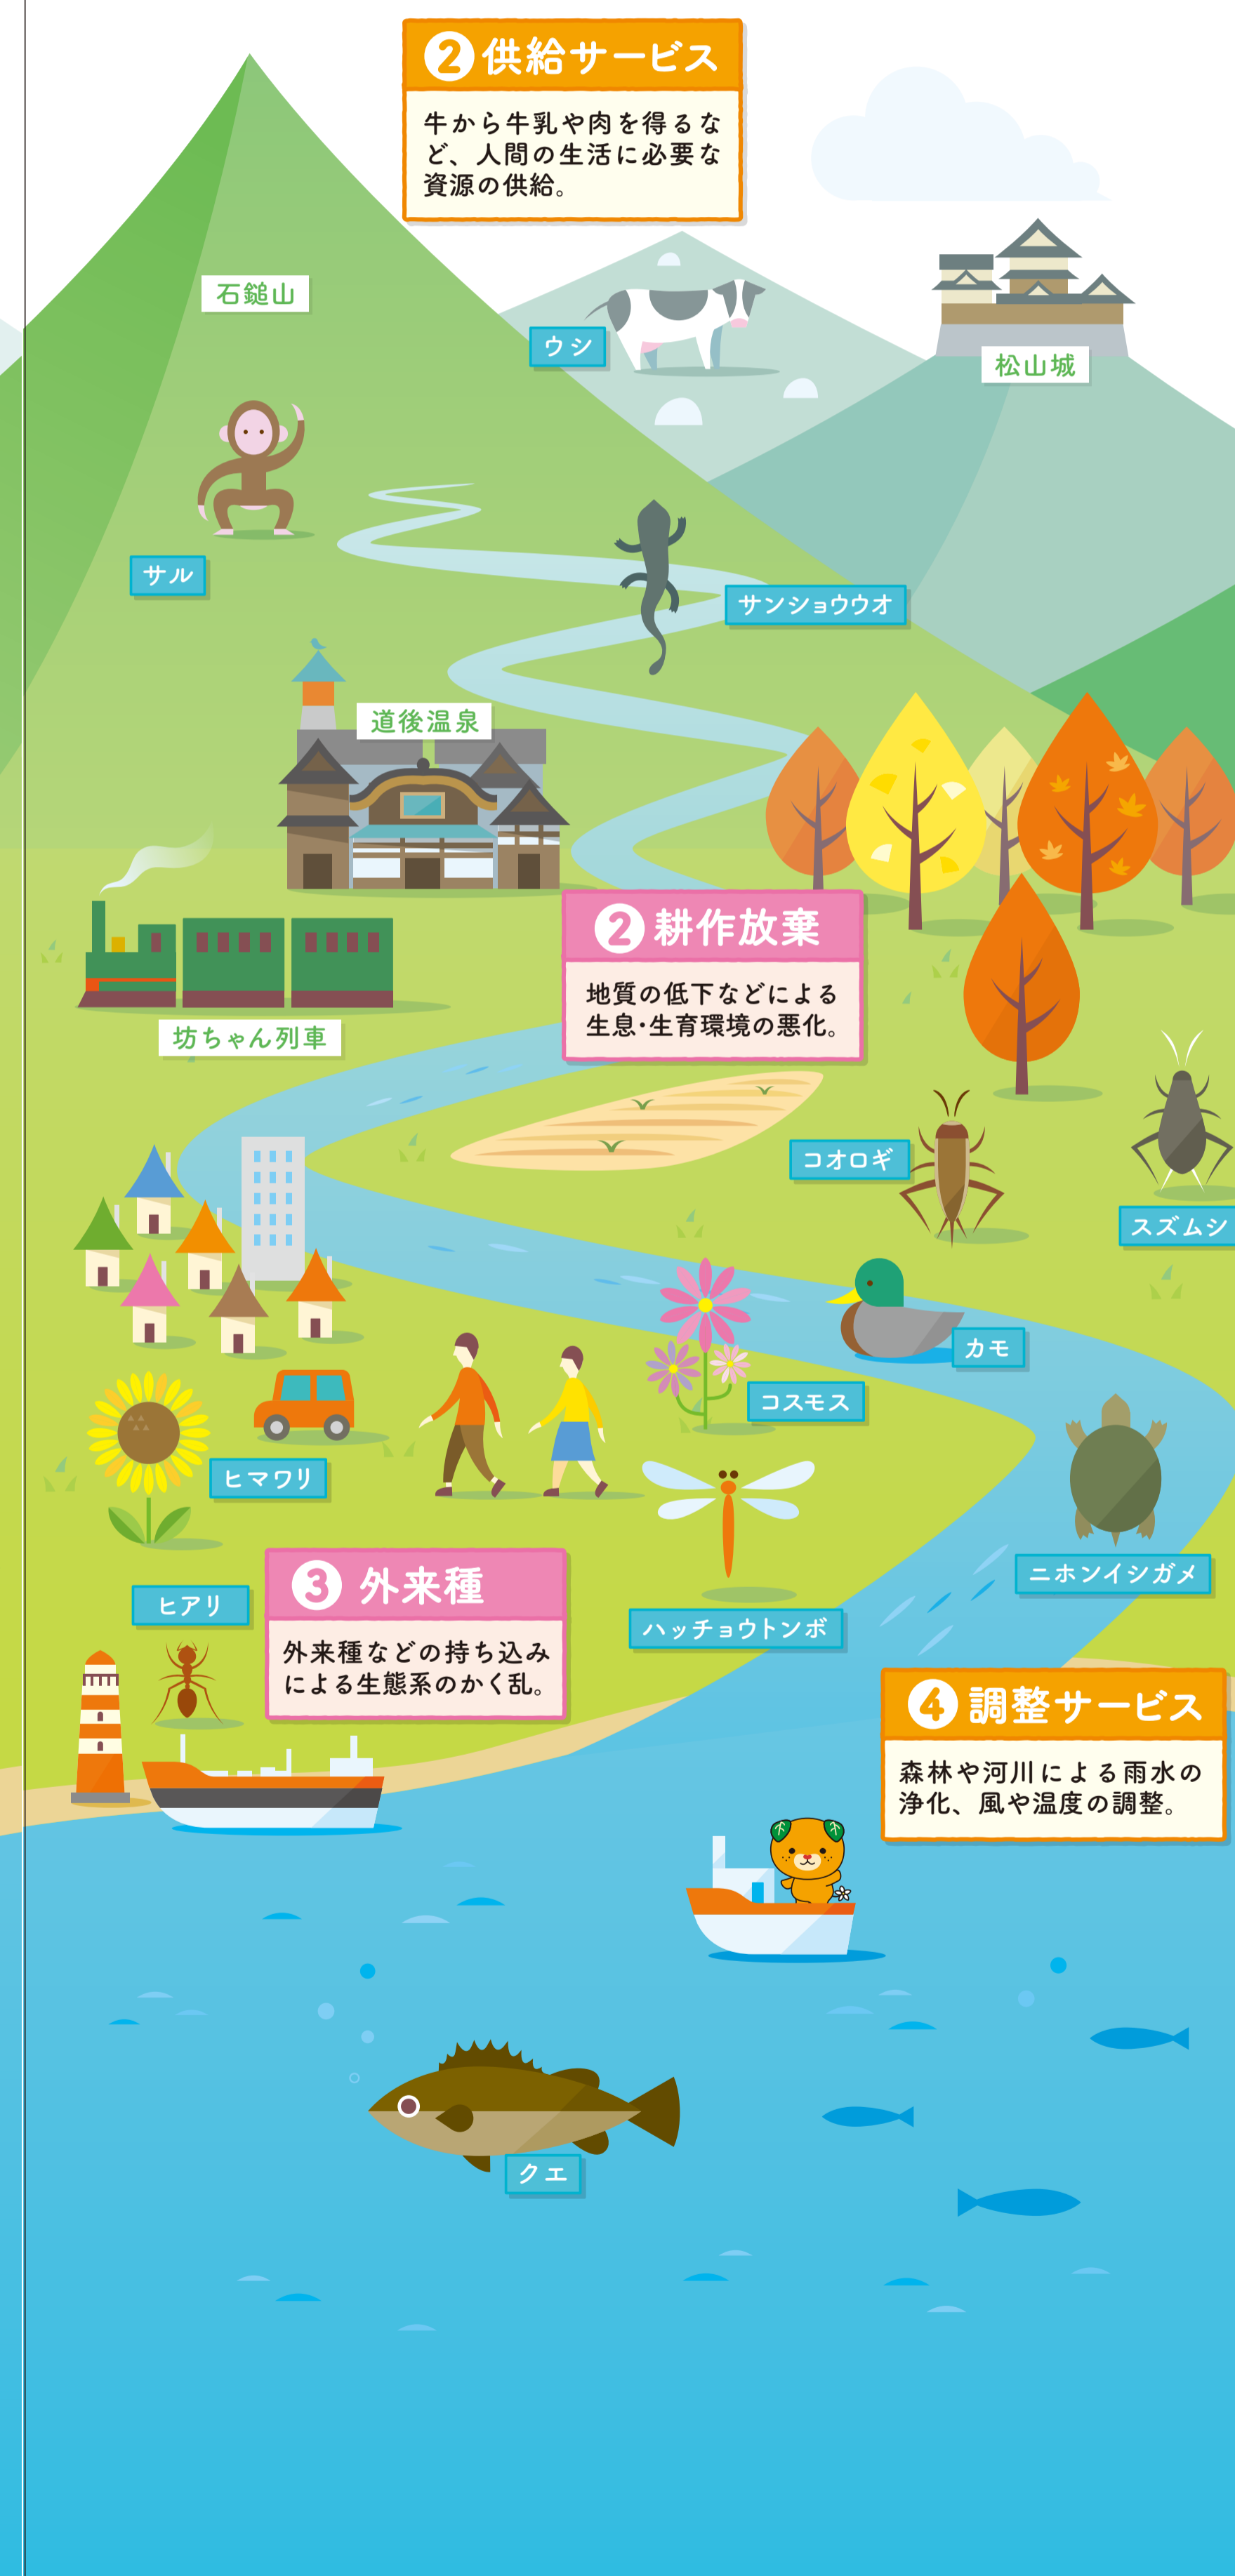 2 供給サービス
牛から牛乳や肉を得るな
ど、人間の生活に必要な
資源の供給。
石鎚山
ウシ
松山城
サル
サンショウウオ
道後温泉
2 耕作放棄
地質の低下などによる
生息・生育環境の悪化。
坊ちゃん列車
コオロギ
スズムシ
カモ
コスモス
ヒマワリ
ニホンイシガメ
ハッチョウトンボ
ヒアリ
3 外来種
外来種などの持ち込み
による生態系のかく乱。
4 調整サービス
森林や河川による雨水の
浄化、風や温度の調整。
クエ